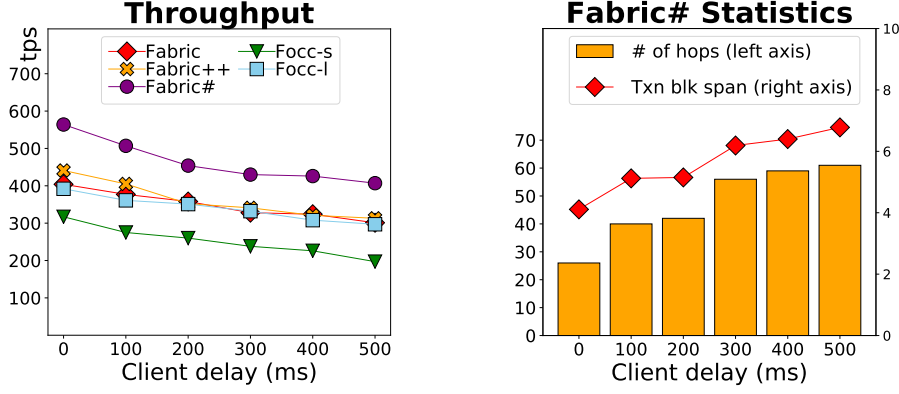 Throughput
tps
Fabric
Fabric++
Fabric#
Focc-s
Focc-l
700
600
500
400
300
200
100
0 100 200 300 400 500
Client delay (ms)
Fabric# Statistics
# of hops (left axis)
Txn blk span (right axis)
70
60
50
40
30
20
10
0
10
8
6
4
2
0
0 100 200 300 400 500
Client delay (ms)